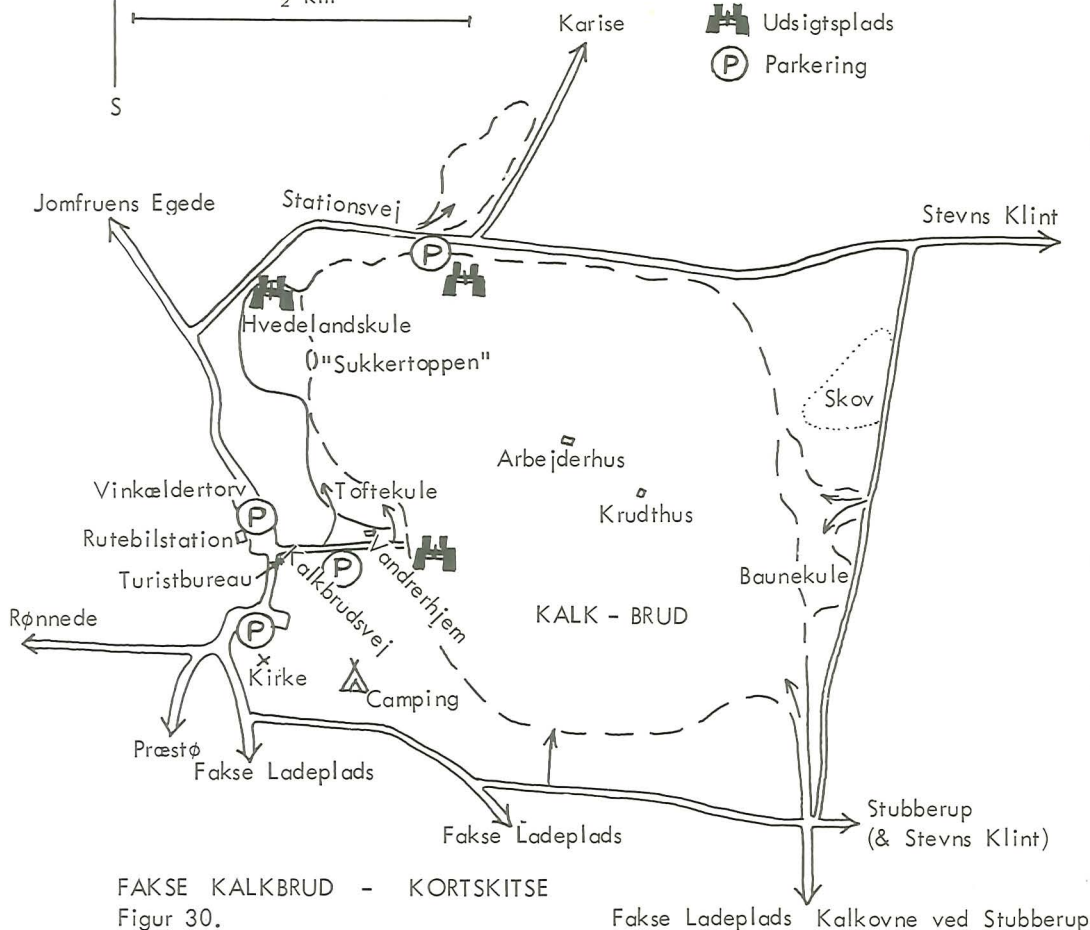 Karise
Udsigtsplads
P Parkering
S
Jomfruens Egede
Stationsvej
Stevns Klint
P
Hvedelandskule
"Sukkertoppen"
Skov
Arbejderhus
Vinkældertorv
Toftekule
P
Krudthus
Rutebilstation
Turistbureau
P
Kalkbrudsvej
Vandrerhjem
Baunekule
Rønnede
KALK - BRUD
P
Kirke
Camping
Præstø
Fakse Ladeplads
Fakse Ladeplads
Stubberup
(& Stevns Klint)
FAKSE KALKBRUD - KORTSKITSE
Figur 30.
Fakse Ladeplads
Kalkovne ved Stubberup